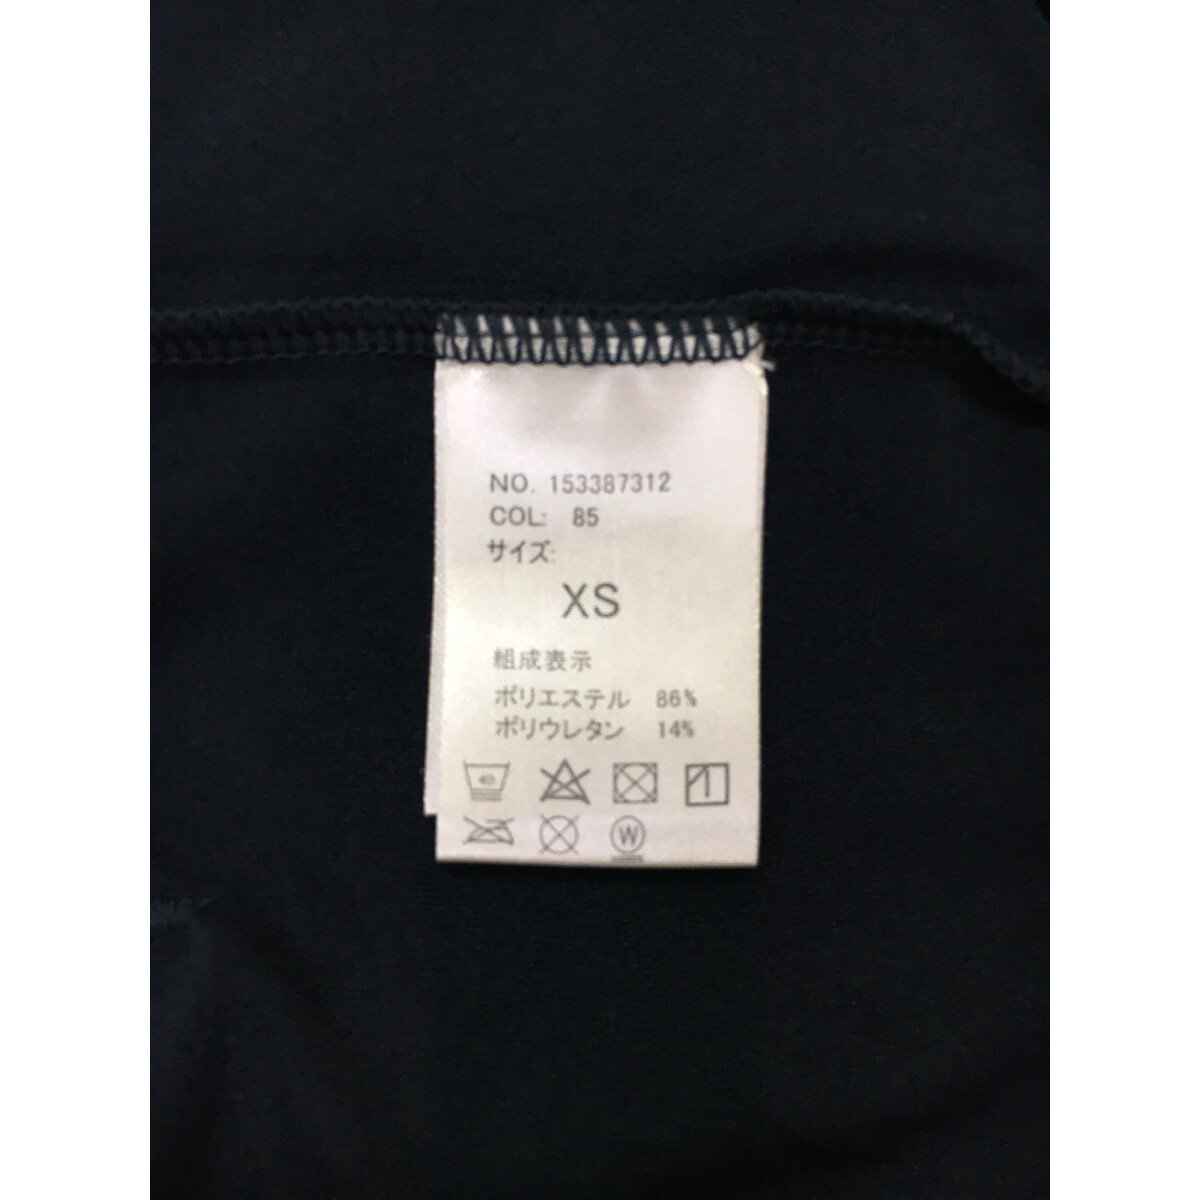 NO. 153387312
COL: 85
サイズ:
XS
組成表示
ポリエステル 86%
ポリウレタン 14%
40
W